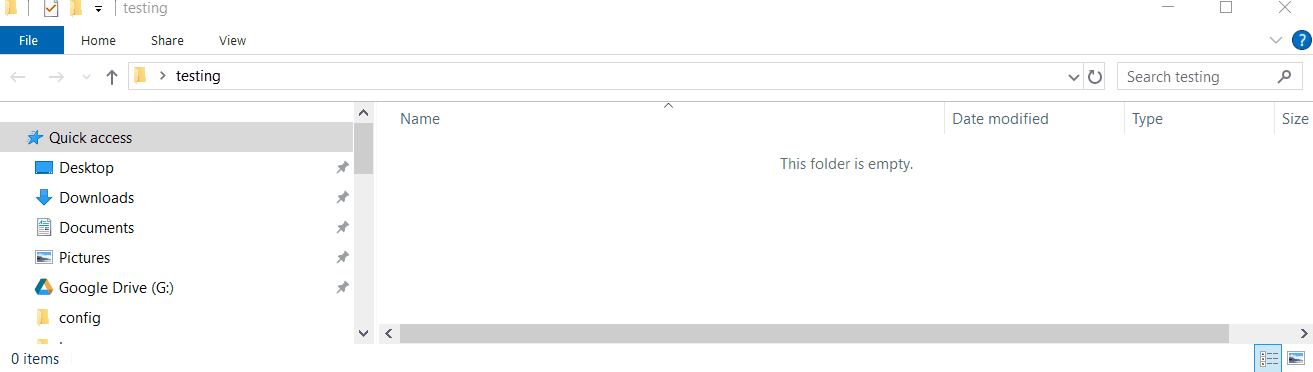 testing
File Home Share View
?
testing
Search testing
Name Date modified Type Size
This folder is empty.
Quick access
Desktop
Downloads
Documents
Pictures
Google Drive (G:)
config
0 items